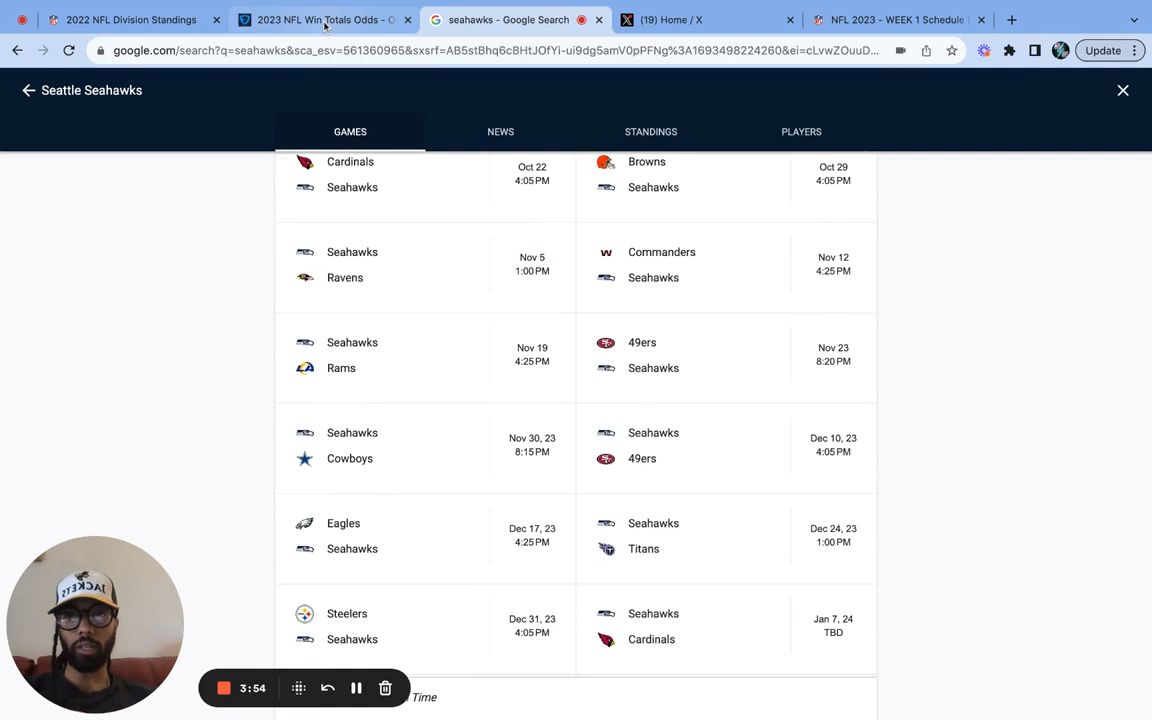 2022 NFL Division Standings
2023 NFL Win Totals Odds - O
seahawks - Google Search
(19) Home / X
NFL 2023 - WEEK 1 Schedule
google.com/search?q=seahawks&sca_esv=561360965&sxsrf=AB5stBhq6cBHtJOfYi-ui9dg5amV0pPFNg%3A1693498224260&ei=cLvwZOuuD...
Update
Seattle Seahawks
GAMES
NEWS
STANDINGS
PLAYERS
Cardinals
Seahawks
Oct 22
4:05 PM
Browns
Seahawks
Oct 29
4:05 PM
Seahawks
Ravens
Nov 5
1:00 PM
Commanders
Seahawks
Nov 12
4:25 PM
Seahawks
Rams
Nov 19
4:25 PM
49ers
Seahawks
Nov 23
8:20 PM
Seahawks
Cowboys
Nov 30, 23
8:15 PM
Seahawks
49ers
Dec 10, 23
4:05 PM
Eagles
Seahawks
Dec 17, 23
4:25 PM
Seahawks
Titans
Dec 24, 23
1:00 PM
Steelers
Seahawks
Dec 31, 23
4:05 PM
Seahawks
Cardinals
Jan 7, 24
TBD
Time
JACKETS
3:54